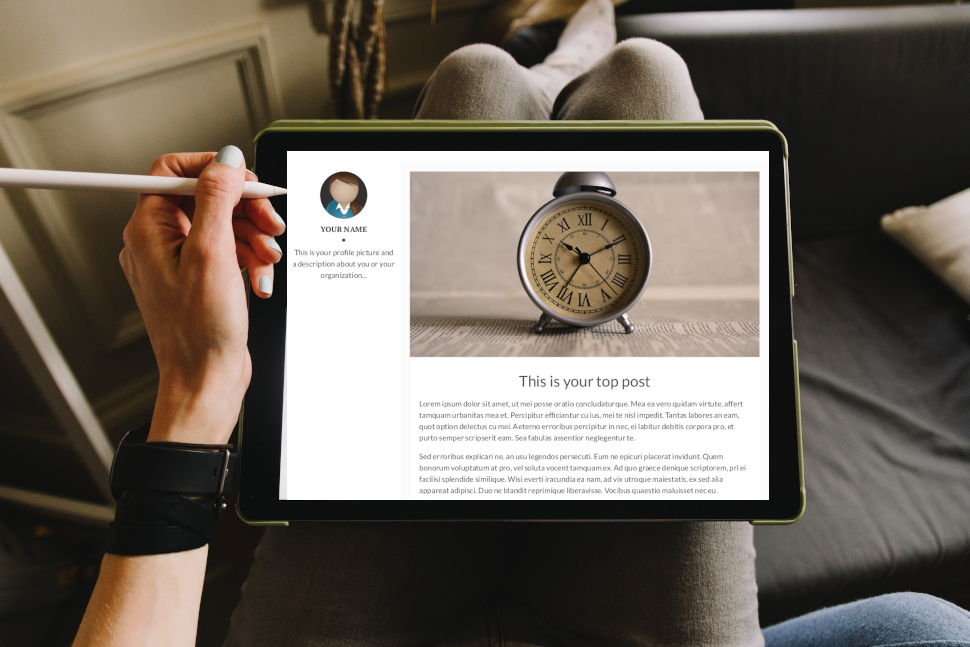 YOUR NAME
This is your profile picture and
a description about you or your
organization...
XII
This is your top post
Lorem ipsum dolor sit amet, ut mei posse oratio concludaturque. Mea ea vero quidam virtute, affert
tamquam urbanitas mea et. Percipitur efficiantur cu ius, mei te nisl impedit. Tantas labores an eam,
quot option delectus cu mei. Aeterno erroribus percipitur in nec, ei labitur debitis corpora pro, et
purto semper scripserit eam. Sea fabulas assentior neglegentur te.
Sed erroribus explicari ne, an usu legendos persecuti. Eum ne epicuri placerat invidunt. Quem
bonorum voluptatum at pro, vel soluta vocent tamquam ex. Ad quo graece denique scriptorem, pri ei
facilisi splendide similique. Wisi everti iracundia ea nam, ad vix utroque maiestatis, ex sed alia
appareat adipisci. Duo ne blandit reprimique liberavisse. Vocibus quaestio maluisset nec eu.